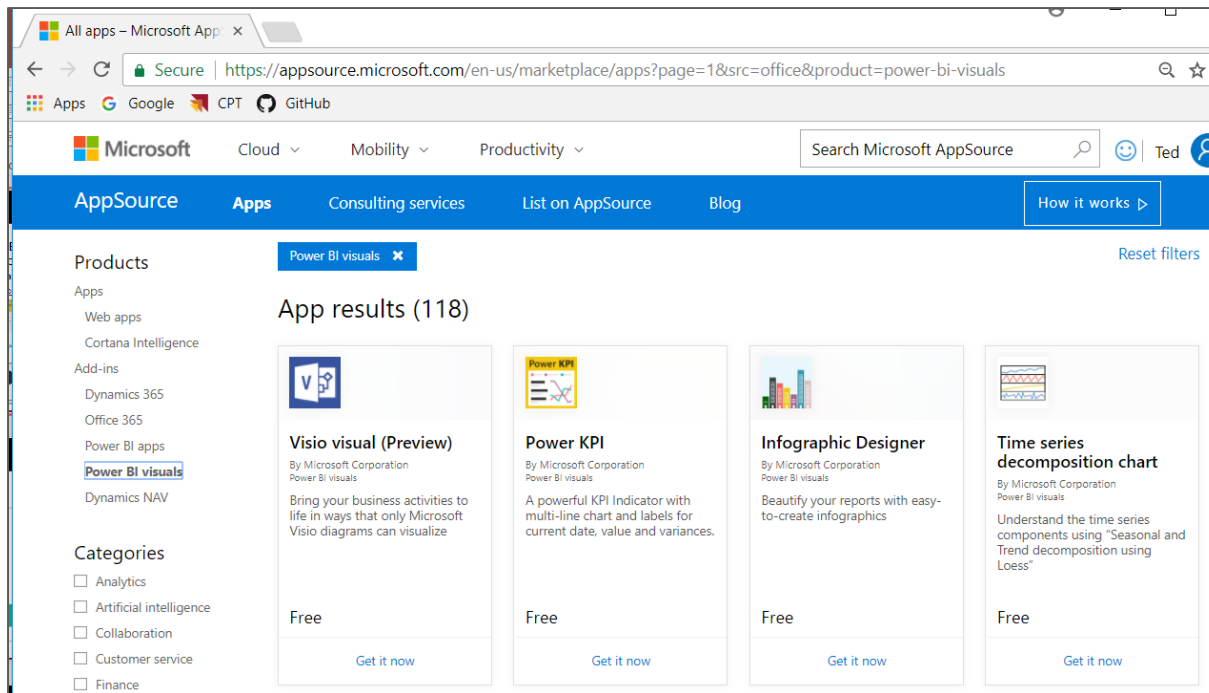 All apps – Microsoft App
Secure
https://appsource.microsoft.com/en-us/marketplace/apps?page=1&src=office&product=power-bi-visuals
Apps Google CPT GitHub
Microsoft Cloud Mobility Productivity Search Microsoft AppSource Ted
AppSource Apps Consulting services List on AppSource Blog How it works
Products
Apps
Web apps
Cortana Intelligence
Add-ins
Dynamics 365
Office 365
Power BI apps
Power BI visuals
Dynamics NAV
Categories
Analytics
Artificial intelligence
Collaboration
Customer service
Finance
Power BI visuals
Reset filters
App results (118)
Visio visual (Preview)
By Microsoft Corporation
Power BI visuals
Bring your business activities to
life in ways that only Microsoft
Visio diagrams can visualize
Free
Get it now
Power KPI
Power KPI
By Microsoft Corporation
Power BI visuals
A powerful KPI Indicator with
multi-line chart and labels for
current date, value and variances.
Free
Get it now
Infographic Designer
By Microsoft Corporation
Power BI visuals
Beautify your reports with easy-
to-create infographics
Free
Get it now
Time series
decomposition chart
By Microsoft Corporation
Power BI visuals
Understand the time series
components using "Seasonal and
Trend decomposition using
Loess"
Free
Get it now